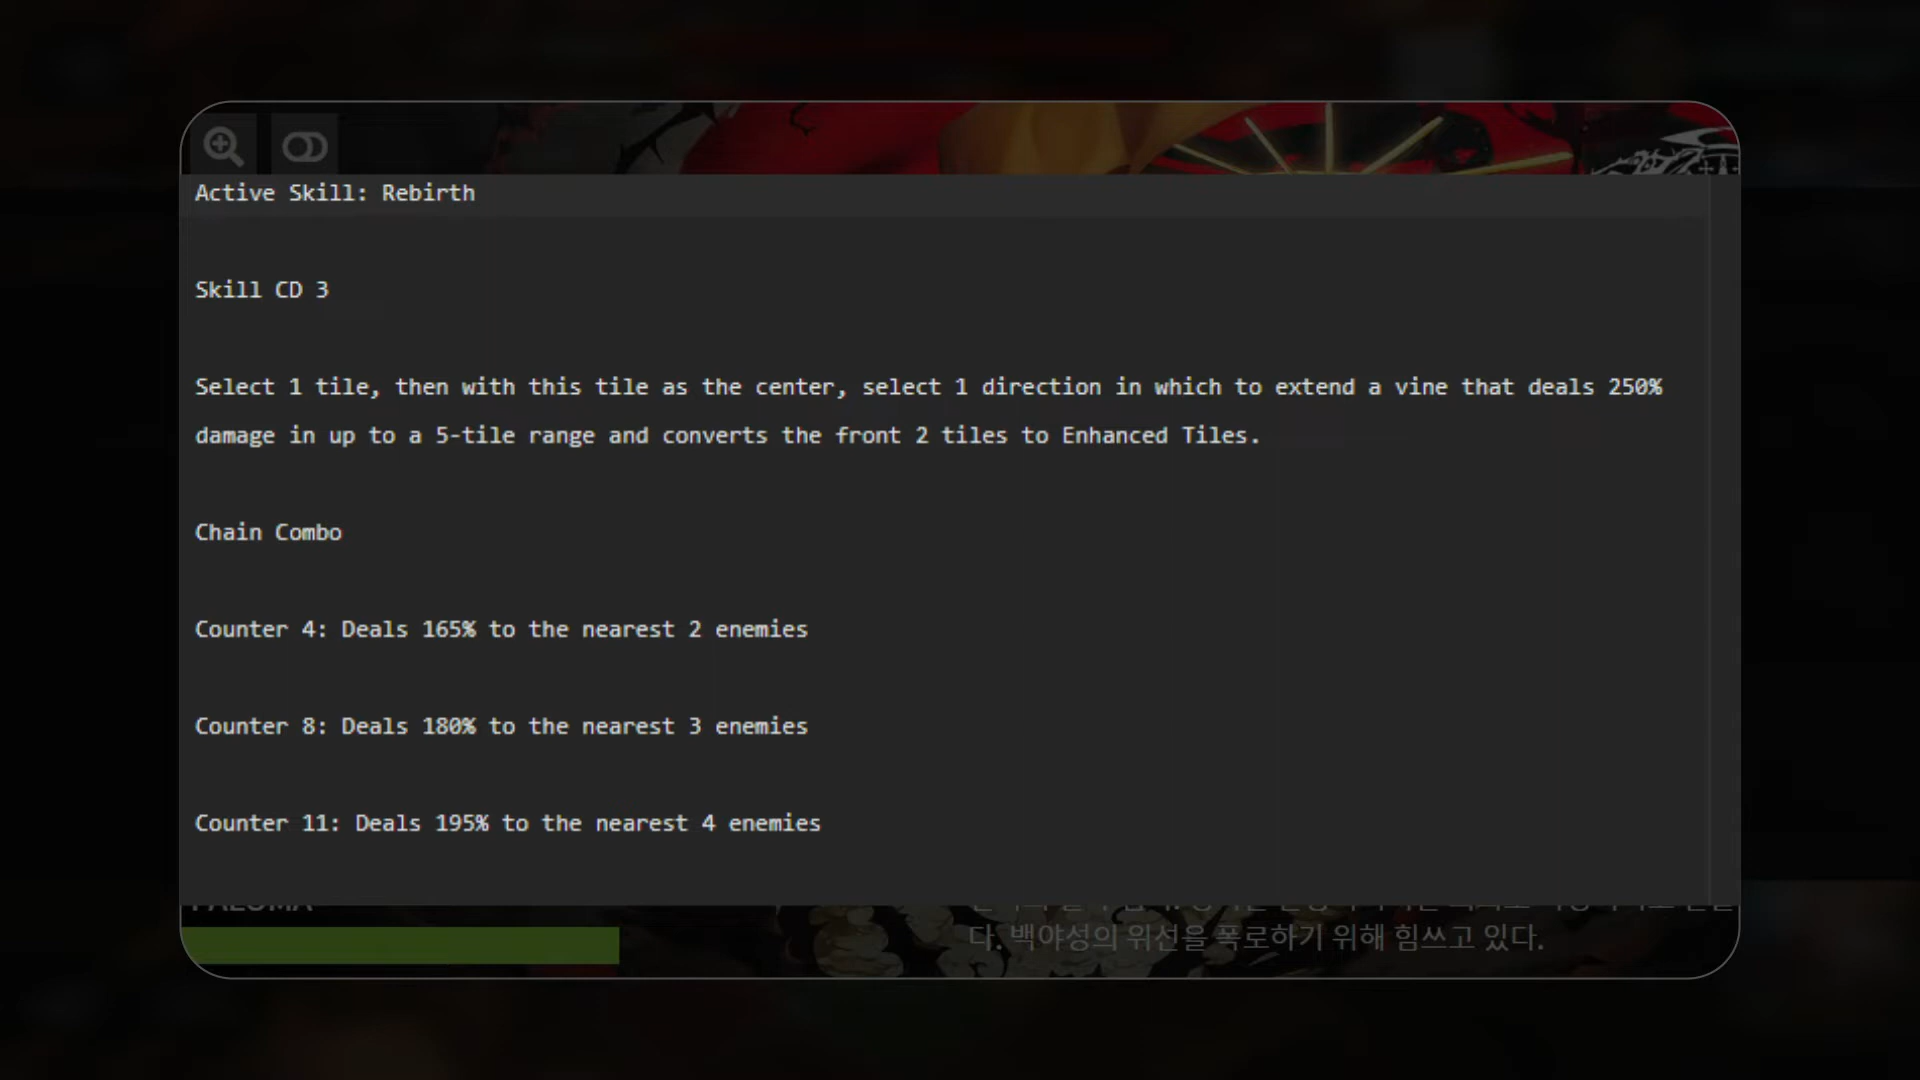 Active Skill: Rebirth
Skill CD 3
Select 1 tile, then with this tile as the center, select 1 direction in which to extend a vine that deals 250%
damage in up to a 5-tile range and converts the front 2 tiles to Enhanced Tiles.
Chain Combo
Counter 4: Deals 165% to the nearest 2 enemies
Counter 8: Deals 180% to the nearest 3 enemies
Counter 11: Deals 195% to the nearest 4 enemies
PALOMA
다. 백야성의 위선을 폭로하기 위해 힘쓰고 있다.